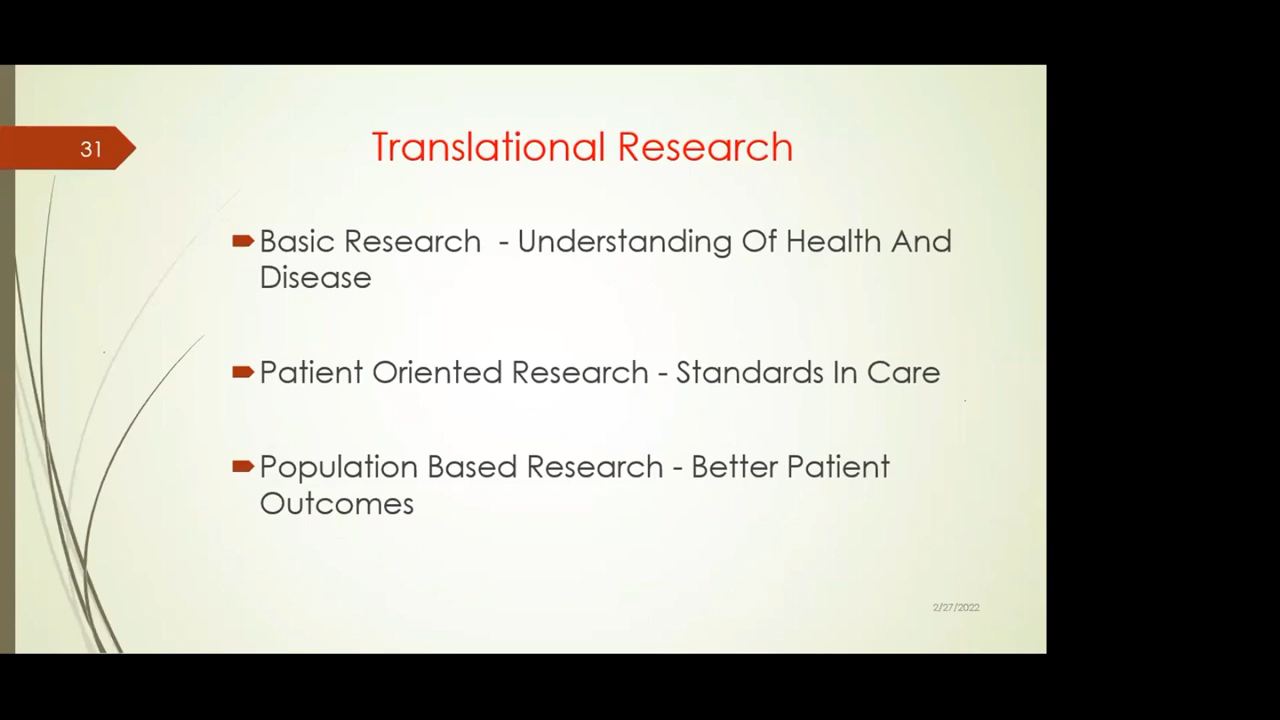 31
Translational Research
Basic Research - Understanding Of Health And
Disease
Patient Oriented Research - Standards In Care
Population Based Research - Better Patient
Outcomes
2/27/2022